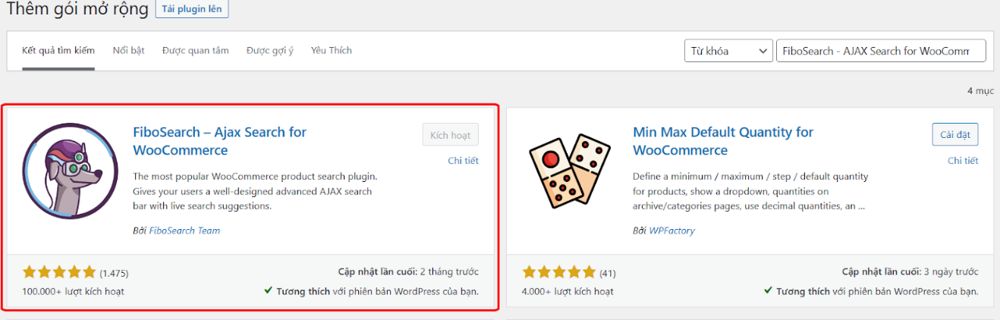 Thêm gói mở rộng
Tải plugin lên
Kết quả tìm kiếm
Nổi bật
Được quan tâm
Được gợi ý
Yêu Thích
Từ khóa
FiboSearch - AJAX Search for WooComm
4 mục
FiboSearch – Ajax Search for
WooCommerce
Kích hoạt
Chi tiết
The most popular WooCommerce product search plugin.
Gives your users a well-designed advanced AJAX search
bar with live search suggestions.
Bởi FiboSearch Team
(1.475)
100.000+ lượt kích hoạt
Cập nhật lần cuối: 2 tháng trước
Tương thích với phiên bản WordPress của bạn.
Min Max Default Quantity for
WooCommerce
Cài đặt
Chi tiết
Define a minimum / maximum / step / default quantity
for products, show a dropdown, quantities on
archive/categories pages, use decimal quantities, an ...
Bởi WPFactory
(41)
4.000+ lượt kích hoạt
Cập nhật lần cuối: 3 ngày trước
Tương thích với phiên bản WordPress của bạn.